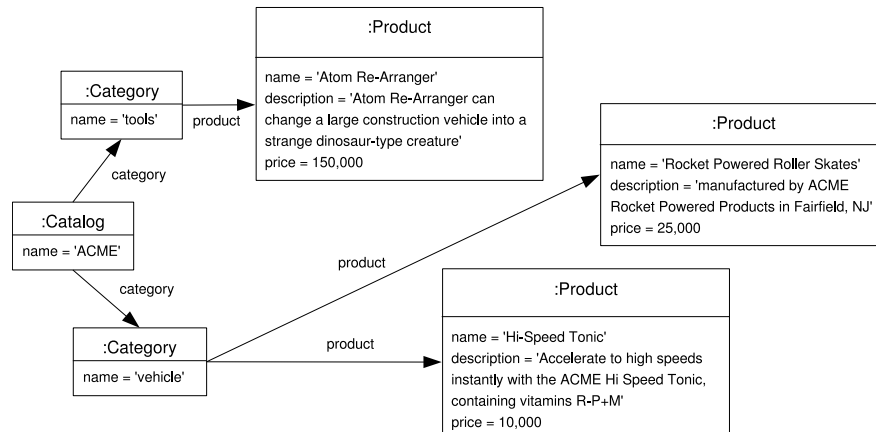 :Product
name = 'Atom Re-Arranger'
description = 'Atom Re-Arranger can
change a large construction vehicle into a
strange dinosaur-type creature'
price = 150,000
:Category
name = 'tools'
product
category
:Catalog
name = 'ACME'
category
:Category
name = 'vehicle'
product
product
:Product
name = 'Rocket Powered Roller Skates'
description = 'manufactured by ACME
Rocket Powered Products in Fairfield, NJ'
price = 25,000
:Product
name = 'Hi-Speed Tonic'
description = 'Accelerate to high speeds
instantly with the ACME Hi Speed Tonic,
containing vitamins R-P+M'
price = 10,000